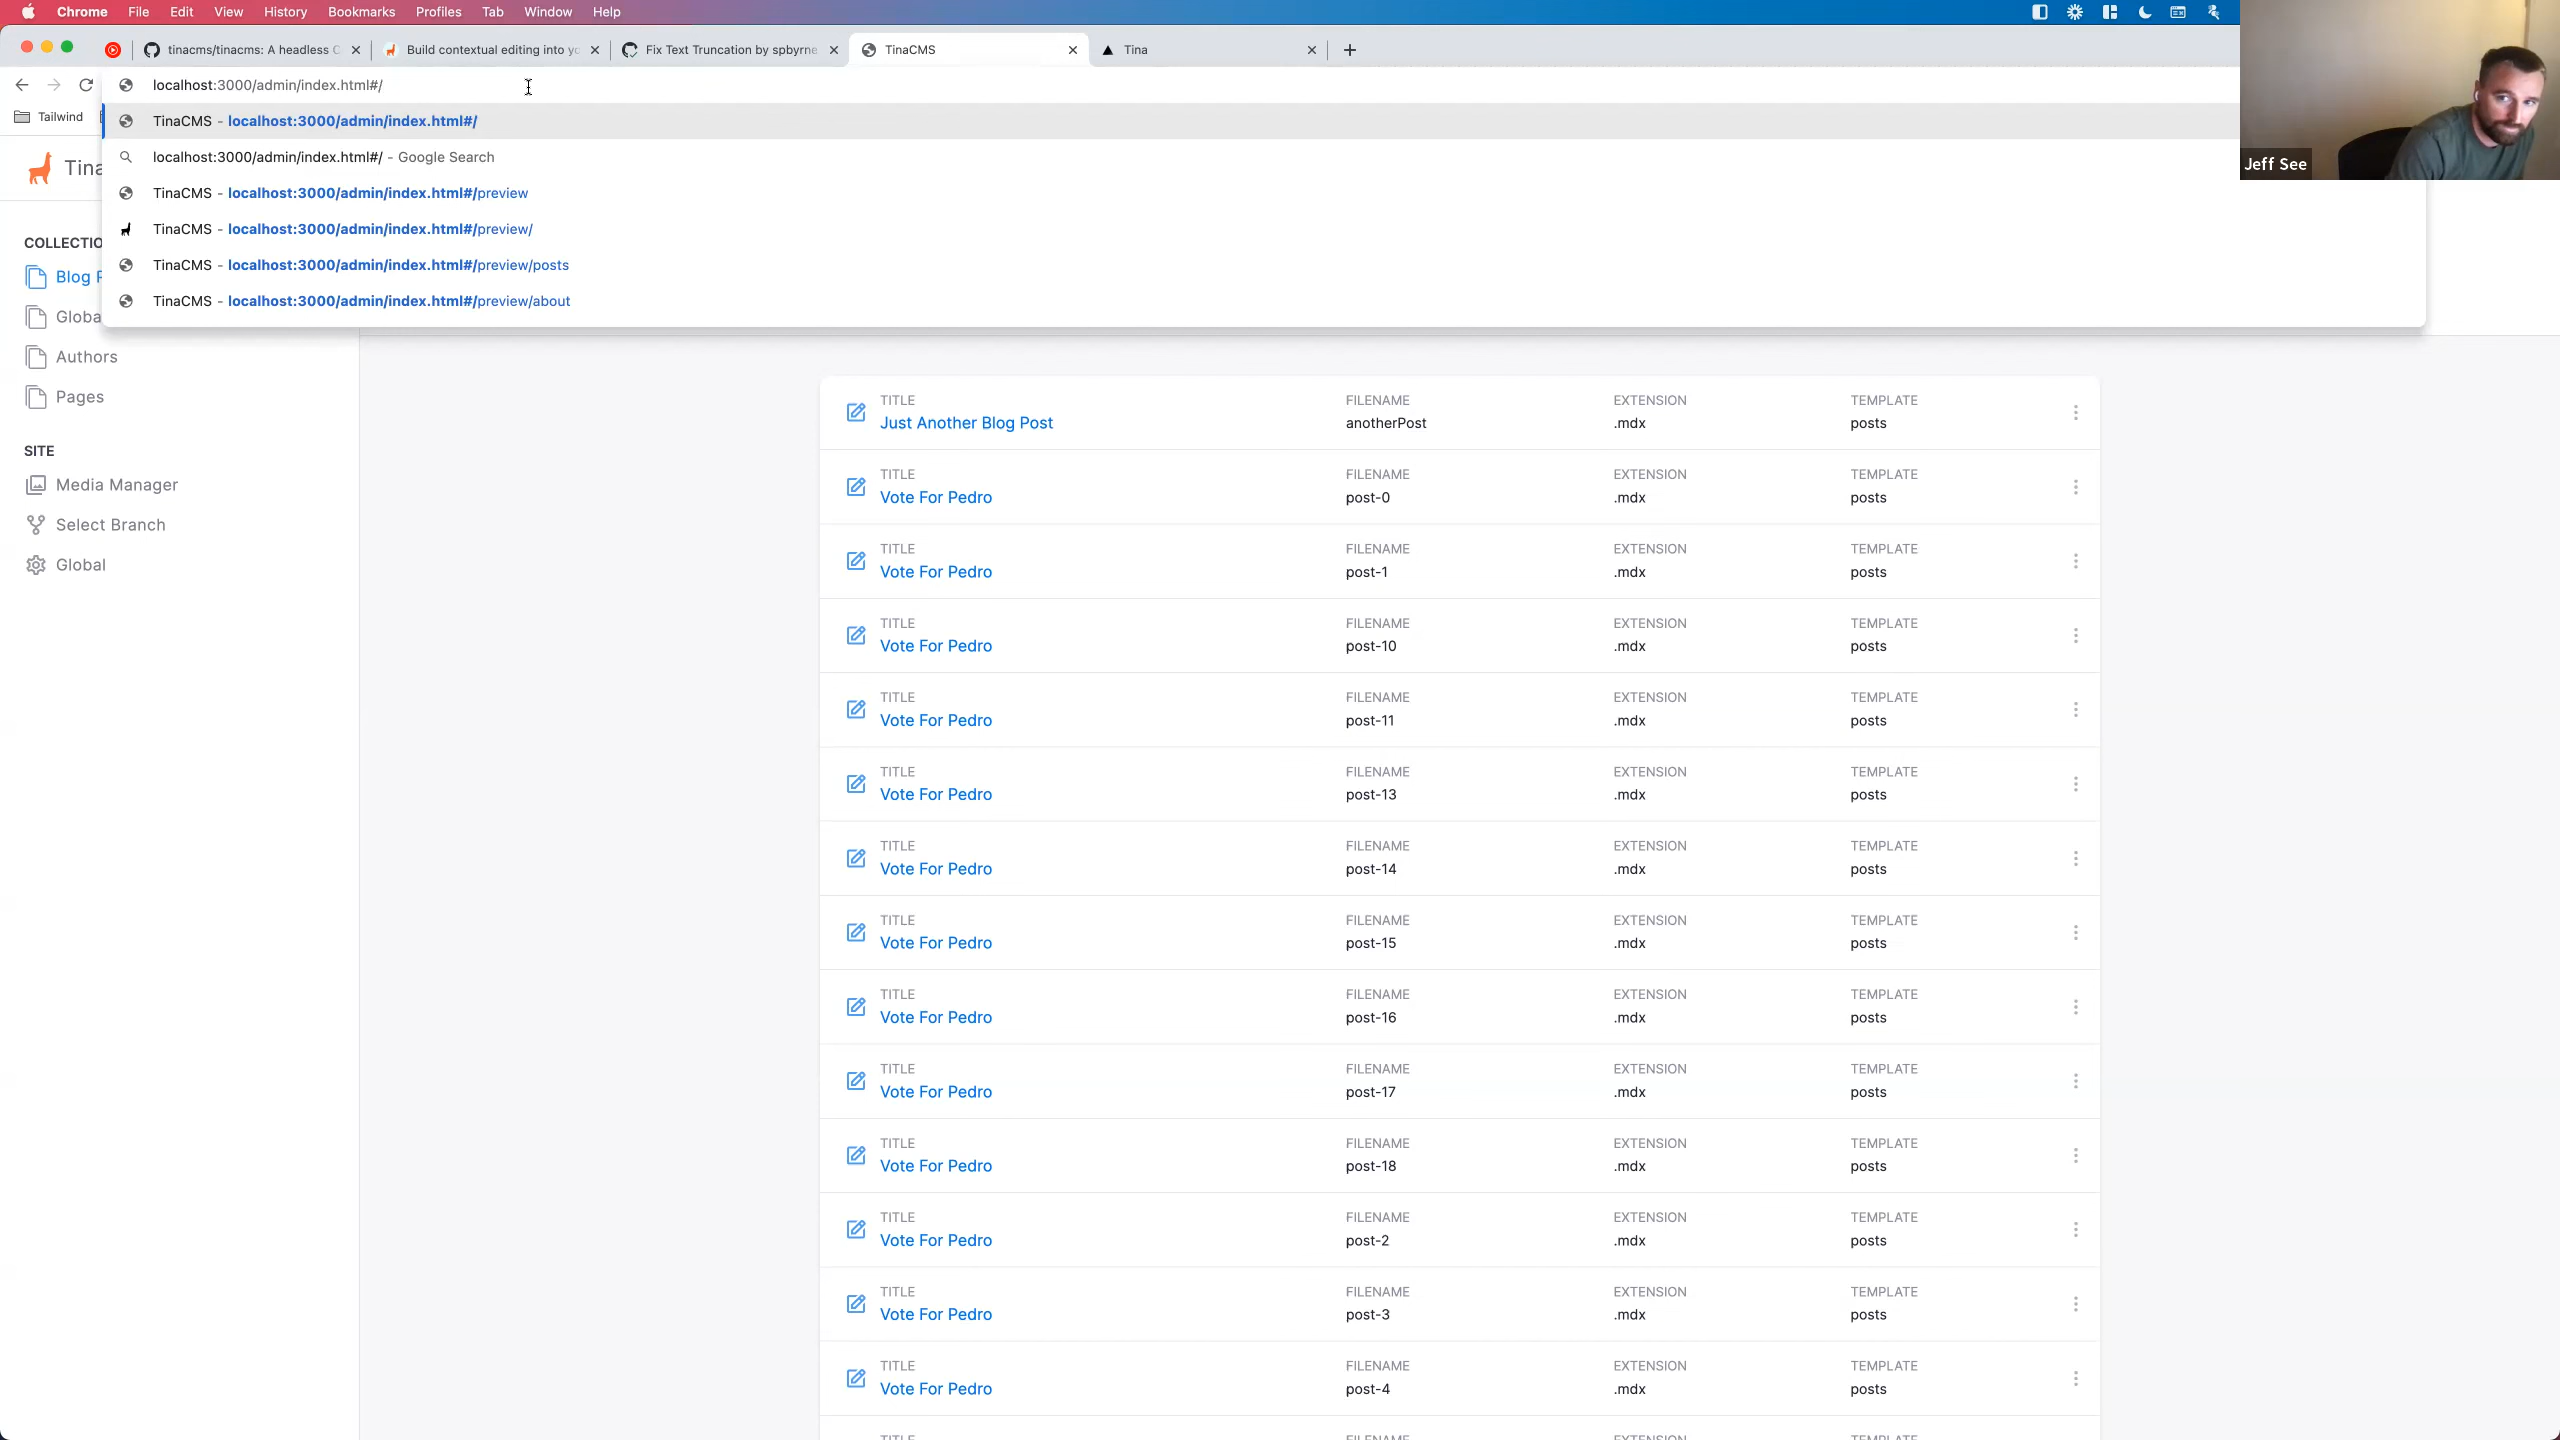 Chrome File Edit View History Bookmarks Profiles Tab Window Help
tinacms/tinacms: A headless C
Build contextual editing into yo
Fix Text Truncation by spbyrne
TinaCMS
Tina
localhost:3000/admin/index.html#/
Tailwind
TinaCMS - localhost:3000/admin/index.html#/
localhost:3000/admin/index.html#/ - Google Search
TinaCMS - localhost:3000/admin/index.html#/preview
TinaCMS - localhost:3000/admin/index.html#/preview/
TinaCMS - localhost:3000/admin/index.html#/preview/posts
TinaCMS - localhost:3000/admin/index.html#/preview/about
Jeff See
Tina
COLLECTIO
Blog P
Globa
Authors
Pages
SITE
Media Manager
Select Branch
Global
TITLE FILENAME EXTENSION TEMPLATE
Just Another Blog Post anotherPost .mdx posts
TITLE FILENAME EXTENSION TEMPLATE
Vote For Pedro post-0 .mdx posts
TITLE FILENAME EXTENSION TEMPLATE
Vote For Pedro post-1 .mdx posts
TITLE FILENAME EXTENSION TEMPLATE
Vote For Pedro post-10 .mdx posts
TITLE FILENAME EXTENSION TEMPLATE
Vote For Pedro post-11 .mdx posts
TITLE FILENAME EXTENSION TEMPLATE
Vote For Pedro post-13 .mdx posts
TITLE FILENAME EXTENSION TEMPLATE
Vote For Pedro post-14 .mdx posts
TITLE FILENAME EXTENSION TEMPLATE
Vote For Pedro post-15 .mdx posts
TITLE FILENAME EXTENSION TEMPLATE
Vote For Pedro post-16 .mdx posts
TITLE FILENAME EXTENSION TEMPLATE
Vote For Pedro post-17 .mdx posts
TITLE FILENAME EXTENSION TEMPLATE
Vote For Pedro post-18 .mdx posts
TITLE FILENAME EXTENSION TEMPLATE
Vote For Pedro post-2 .mdx posts
TITLE FILENAME EXTENSION TEMPLATE
Vote For Pedro post-3 .mdx posts
TITLE FILENAME EXTENSION TEMPLATE
Vote For Pedro post-4 .mdx posts
TITLE FILENAME EXTENSION TEMPLATE